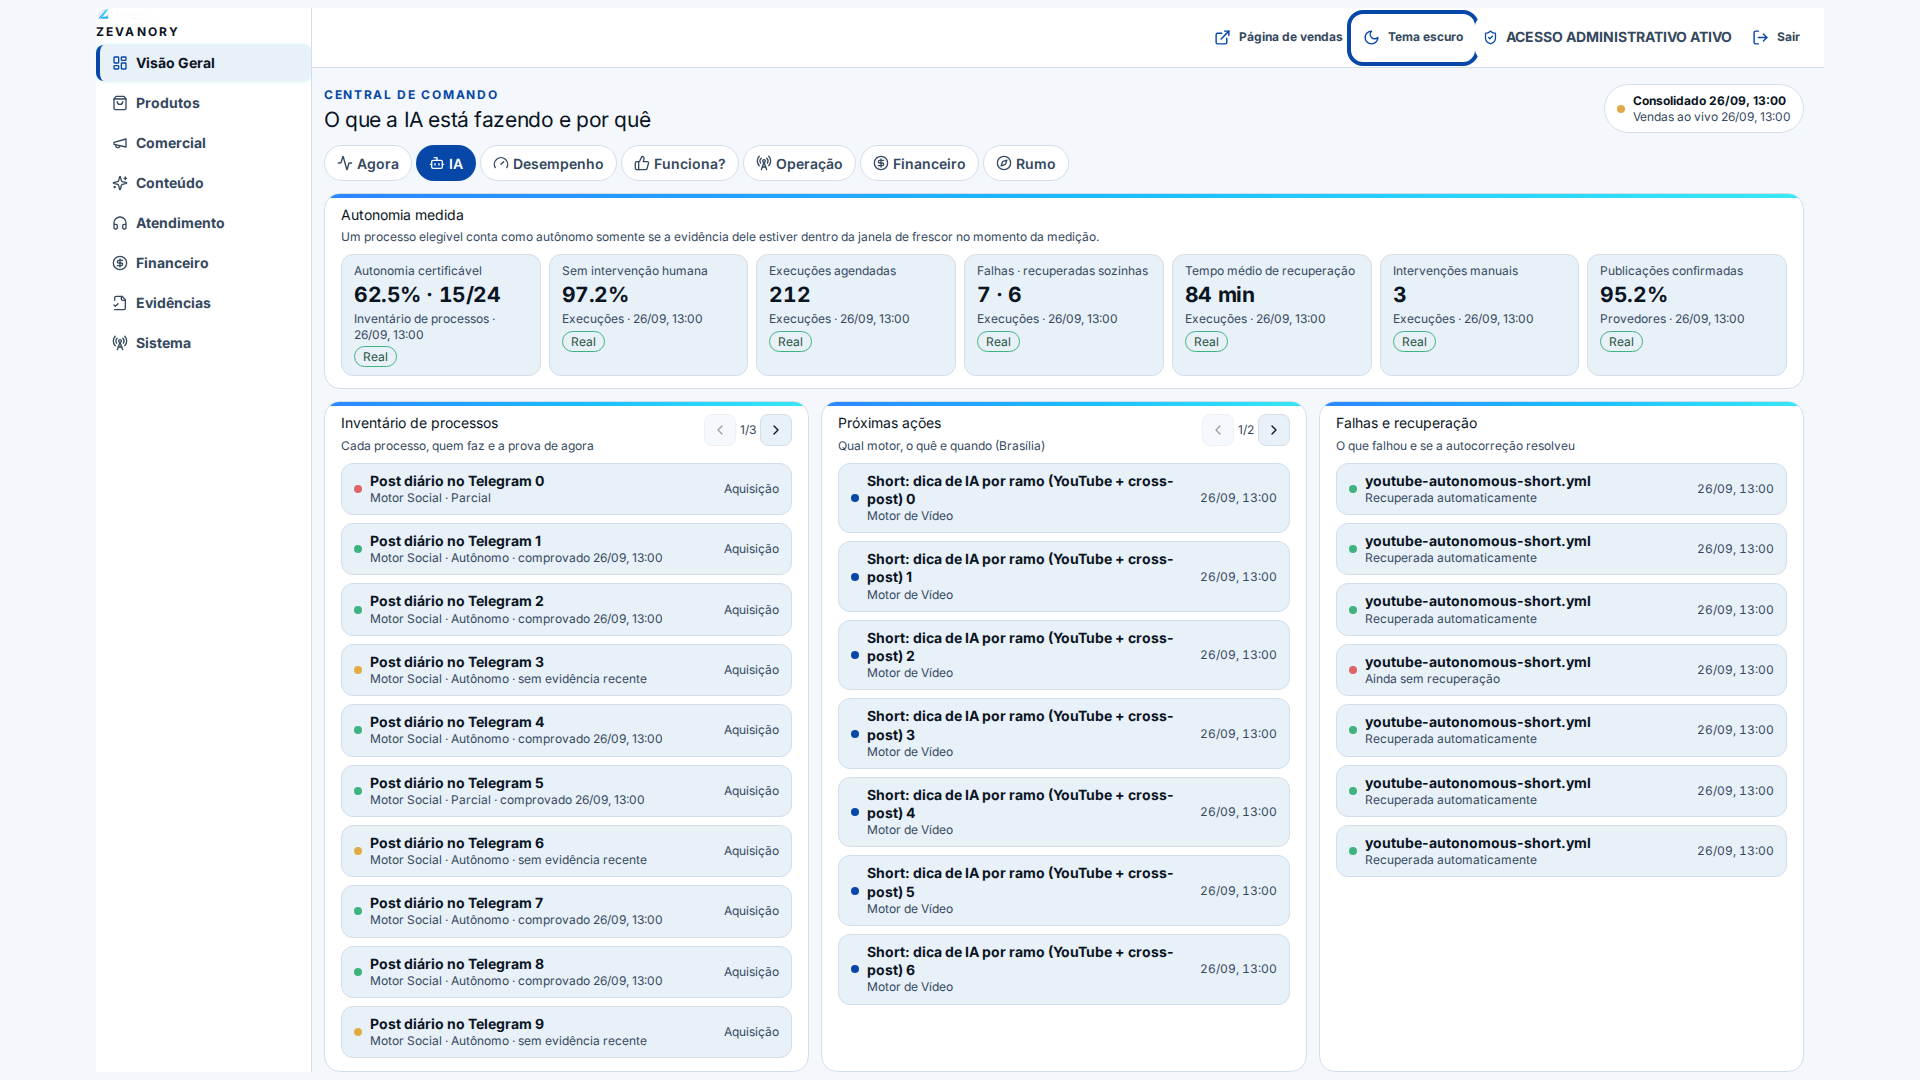 ZEVANORY
Visão Geral
Produtos
Comercial
Conteúdo
Atendimento
Financeiro
Evidências
Sistema
Página de vendas
Tema escuro
ACESSO ADMINISTRATIVO ATIVO
Sair
CENTRAL DE COMANDO
O que a IA está fazendo e por quê
Consolidado 26/09, 13:00
Vendas ao vivo 26/09, 13:00
Agora
IA
Desempenho
Funciona?
Operação
Financeiro
Rumo
Autonomia medida
Um processo elegível conta como autônomo somente se a evidência dele estiver dentro da janela de frescor no momento da medição.
Autonomia certificável
62.5% · 15/24
Inventário de processos ·
26/09, 13:00
Real
Sem intervenção humana
97.2%
Execuções · 26/09, 13:00
Real
Execuções agendadas
212
Execuções · 26/09, 13:00
Real
Falhas · recuperadas sozinhas
7 · 6
Execuções · 26/09, 13:00
Real
Tempo médio de recuperação
84 min
Execuções · 26/09, 13:00
Real
Intervenções manuais
3
Execuções · 26/09, 13:00
Real
Publicações confirmadas
95.2%
Provedores · 26/09, 13:00
Real
Inventário de processos
1/3
Cada processo, quem faz e a prova de agora
Post diário no Telegram 0
Motor Social · Parcial
Aquisição
Post diário no Telegram 1
Motor Social · Autônomo · comprovado 26/09, 13:00
Aquisição
Post diário no Telegram 2
Motor Social · Autônomo · comprovado 26/09, 13:00
Aquisição
Post diário no Telegram 3
Motor Social · Autônomo · sem evidência recente
Aquisição
Post diário no Telegram 4
Motor Social · Autônomo · comprovado 26/09, 13:00
Aquisição
Post diário no Telegram 5
Motor Social · Parcial · comprovado 26/09, 13:00
Aquisição
Post diário no Telegram 6
Motor Social · Autônomo · sem evidência recente
Aquisição
Post diário no Telegram 7
Motor Social · Autônomo · comprovado 26/09, 13:00
Aquisição
Post diário no Telegram 8
Motor Social · Autônomo · comprovado 26/09, 13:00
Aquisição
Post diário no Telegram 9
Motor Social · Autônomo · sem evidência recente
Aquisição
Próximas ações
1/2
Qual motor, o quê e quando (Brasília)
Short: dica de IA por ramo (YouTube + cross-
post) 0
Motor de Vídeo
26/09, 13:00
Short: dica de IA por ramo (YouTube + cross-
post) 1
Motor de Vídeo
26/09, 13:00
Short: dica de IA por ramo (YouTube + cross-
post) 2
Motor de Vídeo
26/09, 13:00
Short: dica de IA por ramo (YouTube + cross-
post) 3
Motor de Vídeo
26/09, 13:00
Short: dica de IA por ramo (YouTube + cross-
post) 4
Motor de Vídeo
26/09, 13:00
Short: dica de IA por ramo (YouTube + cross-
post) 5
Motor de Vídeo
26/09, 13:00
Short: dica de IA por ramo (YouTube + cross-
post) 6
Motor de Vídeo
26/09, 13:00
Falhas e recuperação
O que falhou e se a autocorreção resolveu
youtube-autonomous-short.yml
Recuperada automaticamente
26/09, 13:00
youtube-autonomous-short.yml
Recuperada automaticamente
26/09, 13:00
youtube-autonomous-short.yml
Recuperada automaticamente
26/09, 13:00
youtube-autonomous-short.yml
Ainda sem recuperação
26/09, 13:00
youtube-autonomous-short.yml
Recuperada automaticamente
26/09, 13:00
youtube-autonomous-short.yml
Recuperada automaticamente
26/09, 13:00
youtube-autonomous-short.yml
Recuperada automaticamente
26/09, 13:00